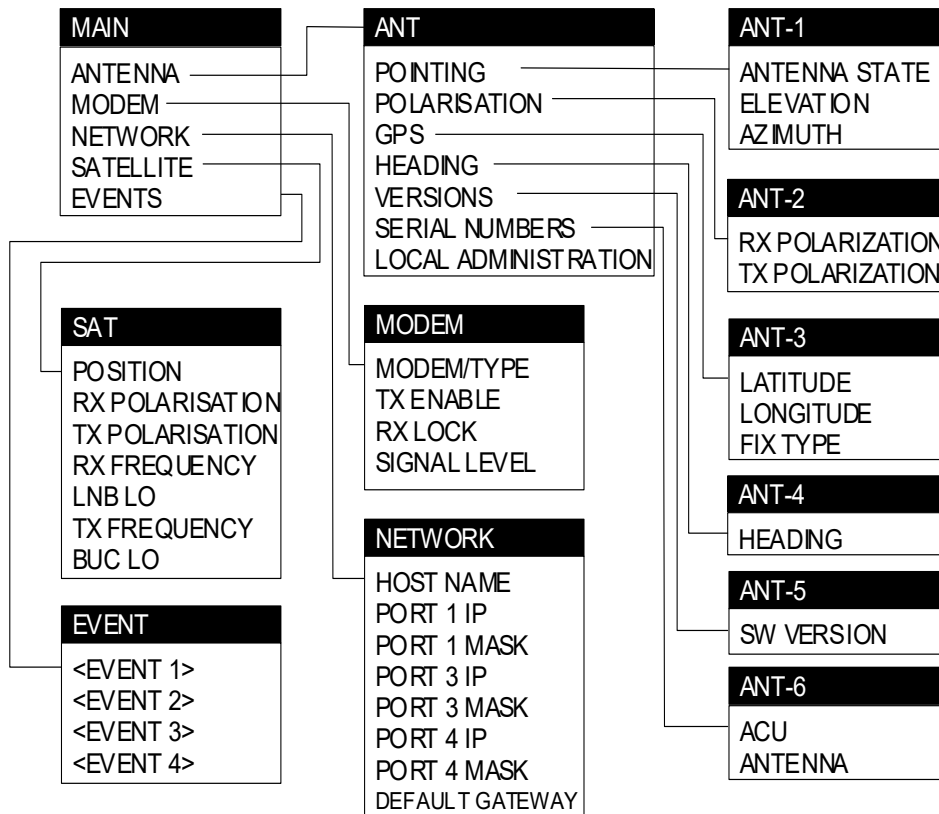 MAIN
ANTENNA
MODEM
NETWORK
SATELLITE
EVENTS
SAT
POSITION
RX POLARISATION
TX POLARISATION
RX FREQUENCY
LNB LO
TX FREQUENCY
BUC LO
EVENT
<EVENT 1>
<EVENT 2>
<EVENT 3>
<EVENT 4>
ANT
POINTING
POLARISATION
GPS
HEADING
VERSIONS
SERIAL NUMBERS
LOCAL ADMINISTRATION
MODEM
MODEM/TYPE
TX ENABLE
RX LOCK
SIGNAL LEVEL
NETWORK
HOST NAME
PORT 1 IP
PORT 1 MASK
PORT 3 IP
PORT 3 MASK
PORT 4 IP
PORT 4 MASK
DEFAULT GATEWAY
ANT-1
ANTENNA STATE
ELEVATION
AZIMUTH
ANT-2
RX POLARIZATION
TX POLARIZATION
ANT-3
LATITUDE
LONGITUDE
FIX TYPE
ANT-4
HEADING
ANT-5
SW VERSION
ANT-6
ACU
ANTENNA